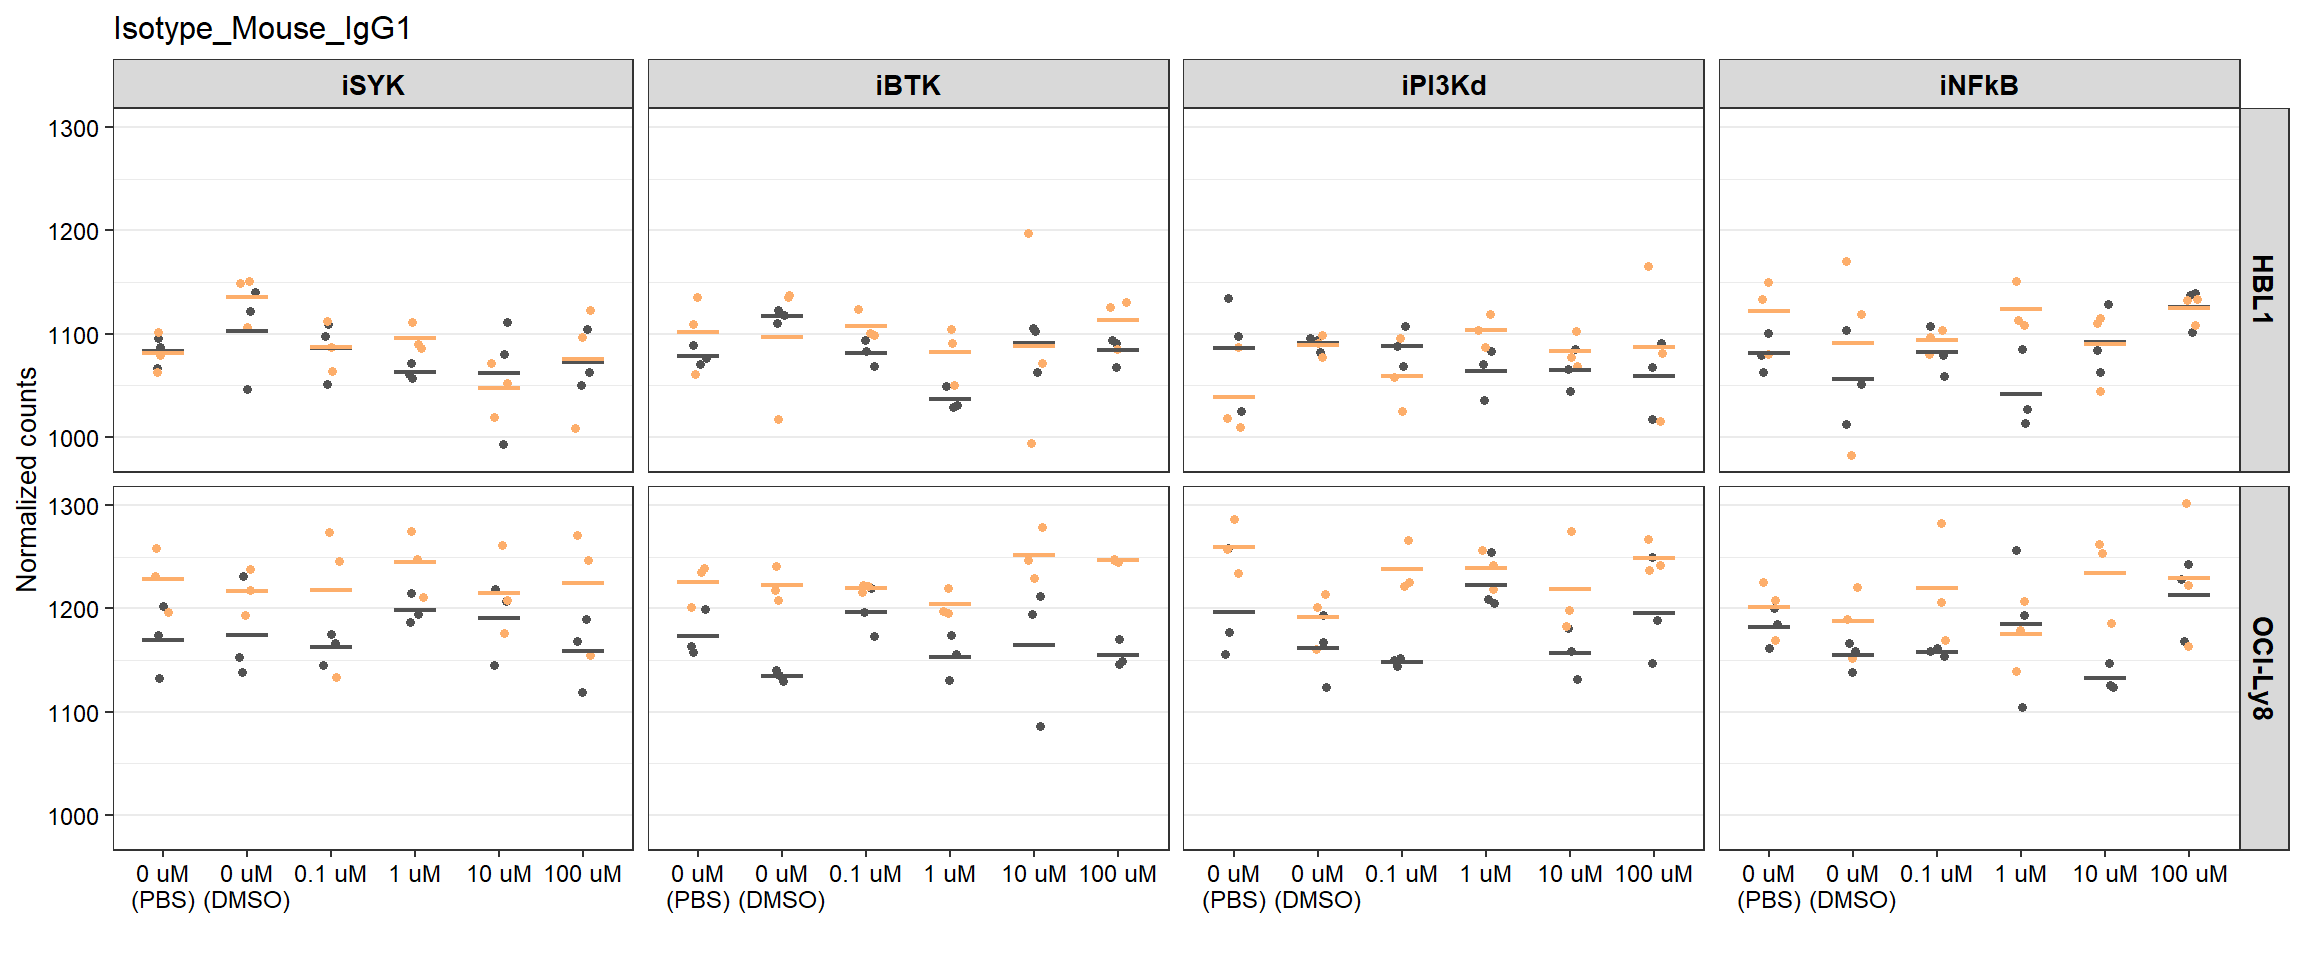 Isotype_Mouse_IgG1
iSYK iBTK iPI3Kd iNFkB
Normalized counts
1300
1200
1100
1000
HBL1
1300
1200
1100
1000
OCI-Ly8
0 uM 0 uM 0.1 uM 1 uM 10 uM 100 uM 0 uM 0 uM 0.1 uM 1 uM 10 uM 100 uM 0 uM 0 uM 0.1 uM 1 uM 10 uM 100 uM 0 uM 0 uM 0.1 uM 1 uM 10 uM 100 uM
(PBS) (DMSO) (PBS) (DMSO) (PBS) (DMSO) (PBS) (DMSO)